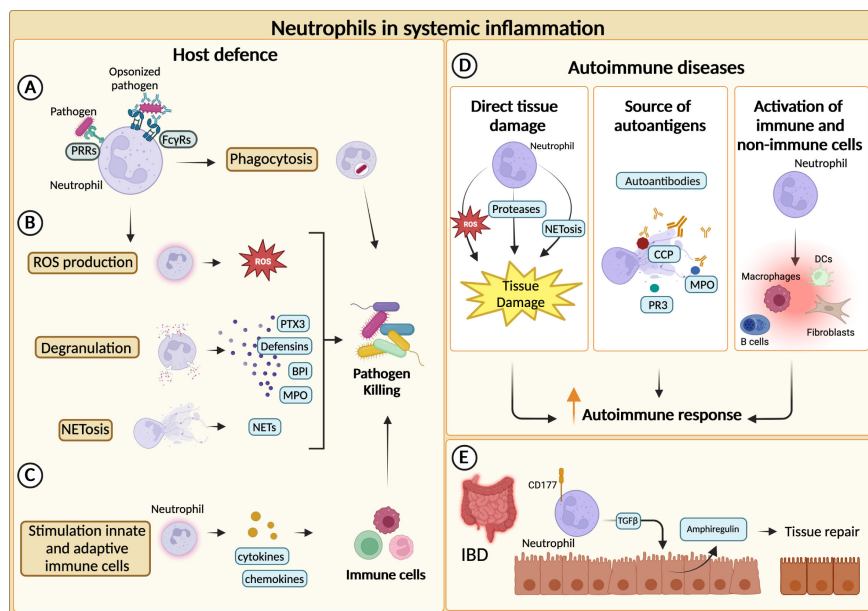 Neutrophils in systemic inflammation
Host defence
A
Opsonized
pathogen
Pathogen
PRRs
FcγRs
Neutrophil
Phagocytosis
B
ROS production
ROS
Degranulation
PTX3
Defensins
BPI
MPO
NETosis
NETs
Pathogen
Killing
C
Stimulation innate
and adaptive
immune cells
Neutrophil
cytokines
chemokines
Immune cells
D
Autoimmune diseases
Direct tissue
damage
Neutrophil
ROS
Proteases
NETosis
Tissue
Damage
Source of
autoantigens
Autoantibodies
CCP
MPO
PR3
Activation of
immune and
non-immune cells
Neutrophil
DCs
Macrophages
B cells
Fibroblasts
Autoimmune response
E
IBD
CD177
Neutrophil
TGFβ
Amphiregulin
Tissue repair